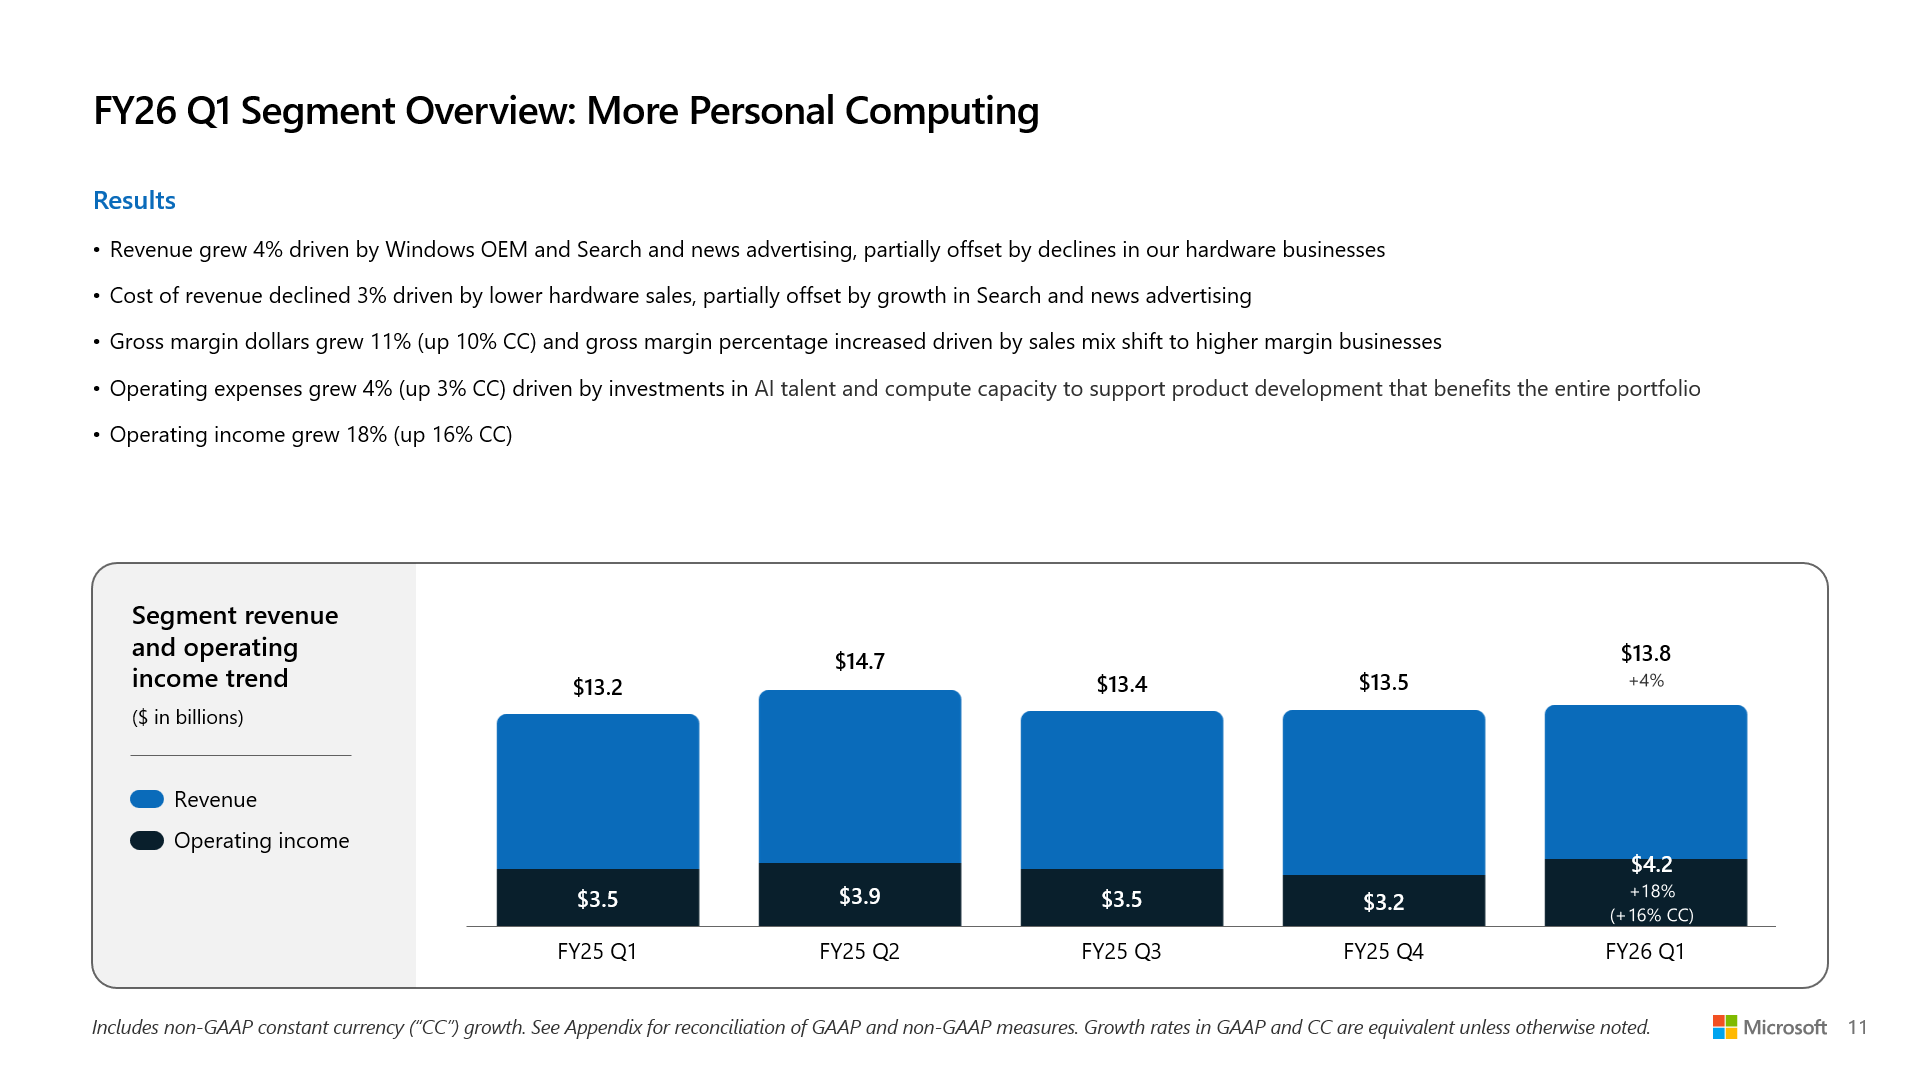 FY26 Q1 Segment Overview: More Personal Computing
Results
• Revenue grew 4% driven by Windows OEM and Search and news advertising, partially offset by declines in our hardware businesses
• Cost of revenue declined 3% driven by lower hardware sales, partially offset by growth in Search and news advertising
• Gross margin dollars grew 11% (up 10% CC) and gross margin percentage increased driven by sales mix shift to higher margin businesses
• Operating expenses grew 4% (up 3% CC) driven by investments in AI talent and compute capacity to support product development that benefits the entire portfolio
• Operating income grew 18% (up 16% CC)
Segment revenue
and operating
income trend
($ in billions)
Revenue
Operating income
$13.2
$14.7
$13.4
$13.5
$13.8
+4%
$3.5
$3.9
$3.5
$3.2
$4.2
+18%
(+16% CC)
FY25 Q1
FY25 Q2
FY25 Q3
FY25 Q4
FY26 Q1
Includes non-GAAP constant currency (“CC”) growth. See Appendix for reconciliation of GAAP and non-GAAP measures. Growth rates in GAAP and CC are equivalent unless otherwise noted.
Microsoft
11